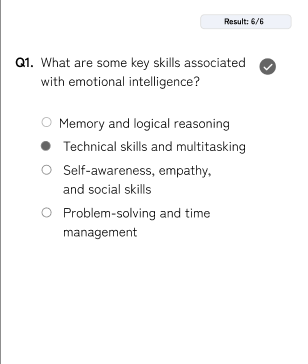 Result: 6/6
Q1. What are some key skills associated
with emotional intelligence?
Memory and logical reasoning
Technical skills and multitasking
Self-awareness, empathy,
and social skills
Problem-solving and time
management